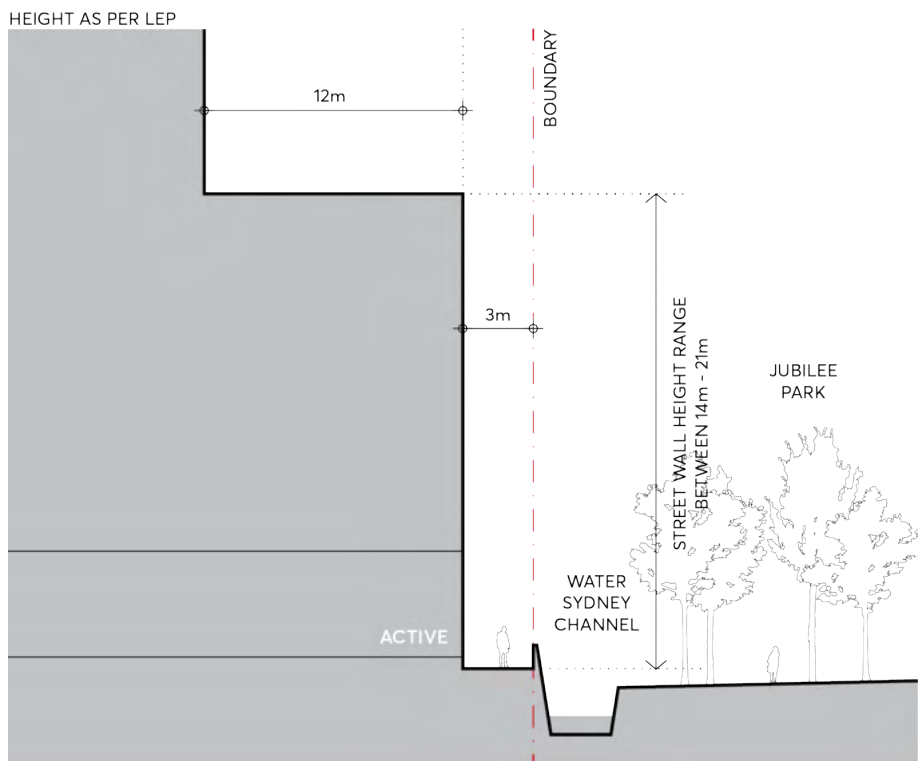 HEIGHT AS PER LEP
BOUNDARY
12m
3m
STREET WALL HEIGHT RANGE
BETWEEN 14m - 21m
JUBILEE
PARK
WATER
SYDNEY
CHANNEL
ACTIVE